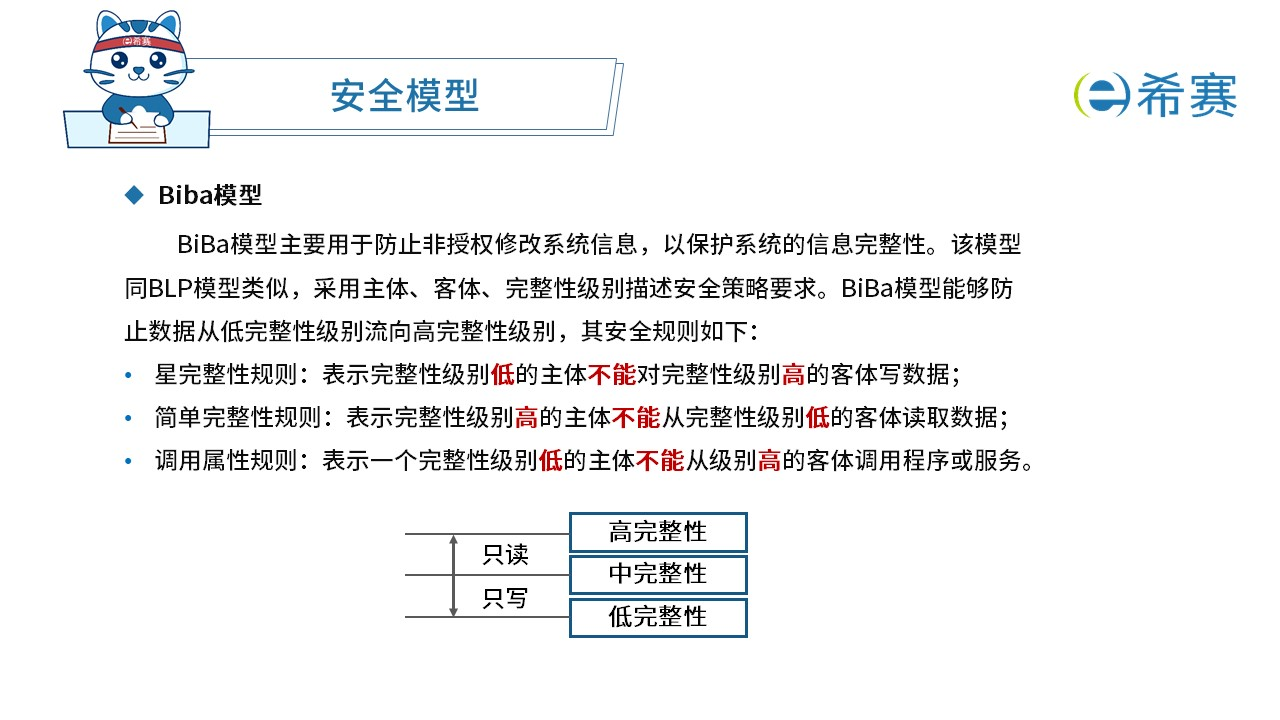 希赛
安全模型
希赛
Biba模型
BiBa模型主要用于防止非授权修改系统信息，以保护系统的信息完整性。该模型
同BLP模型类似，采用主体、客体、完整性级别描述安全策略要求。BiBa模型能够防
止数据从低完整性级别流向高完整性级别，其安全规则如下：
• 星完整性规则：表示完整性级别低的主体不能对完整性级别高的客体写数据；
• 简单完整性规则：表示完整性级别高的主体不能从完整性级别低的客体读取数据；
• 调用属性规则：表示一个完整性级别低的主体不能从级别高的客体调用程序或服务。
高完整性
只读
中完整性
只写
低完整性